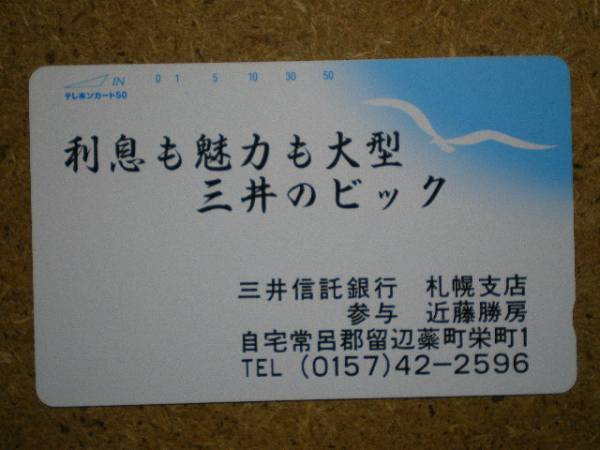 IN 0 1 5 10 30 50
テレホンカード50
利息も魅力も大型
三井のビック
三井信託銀行 札幌支店
参与 近藤勝房
自宅常呂郡留辺蘂町栄町1
TEL (0157)42-2596